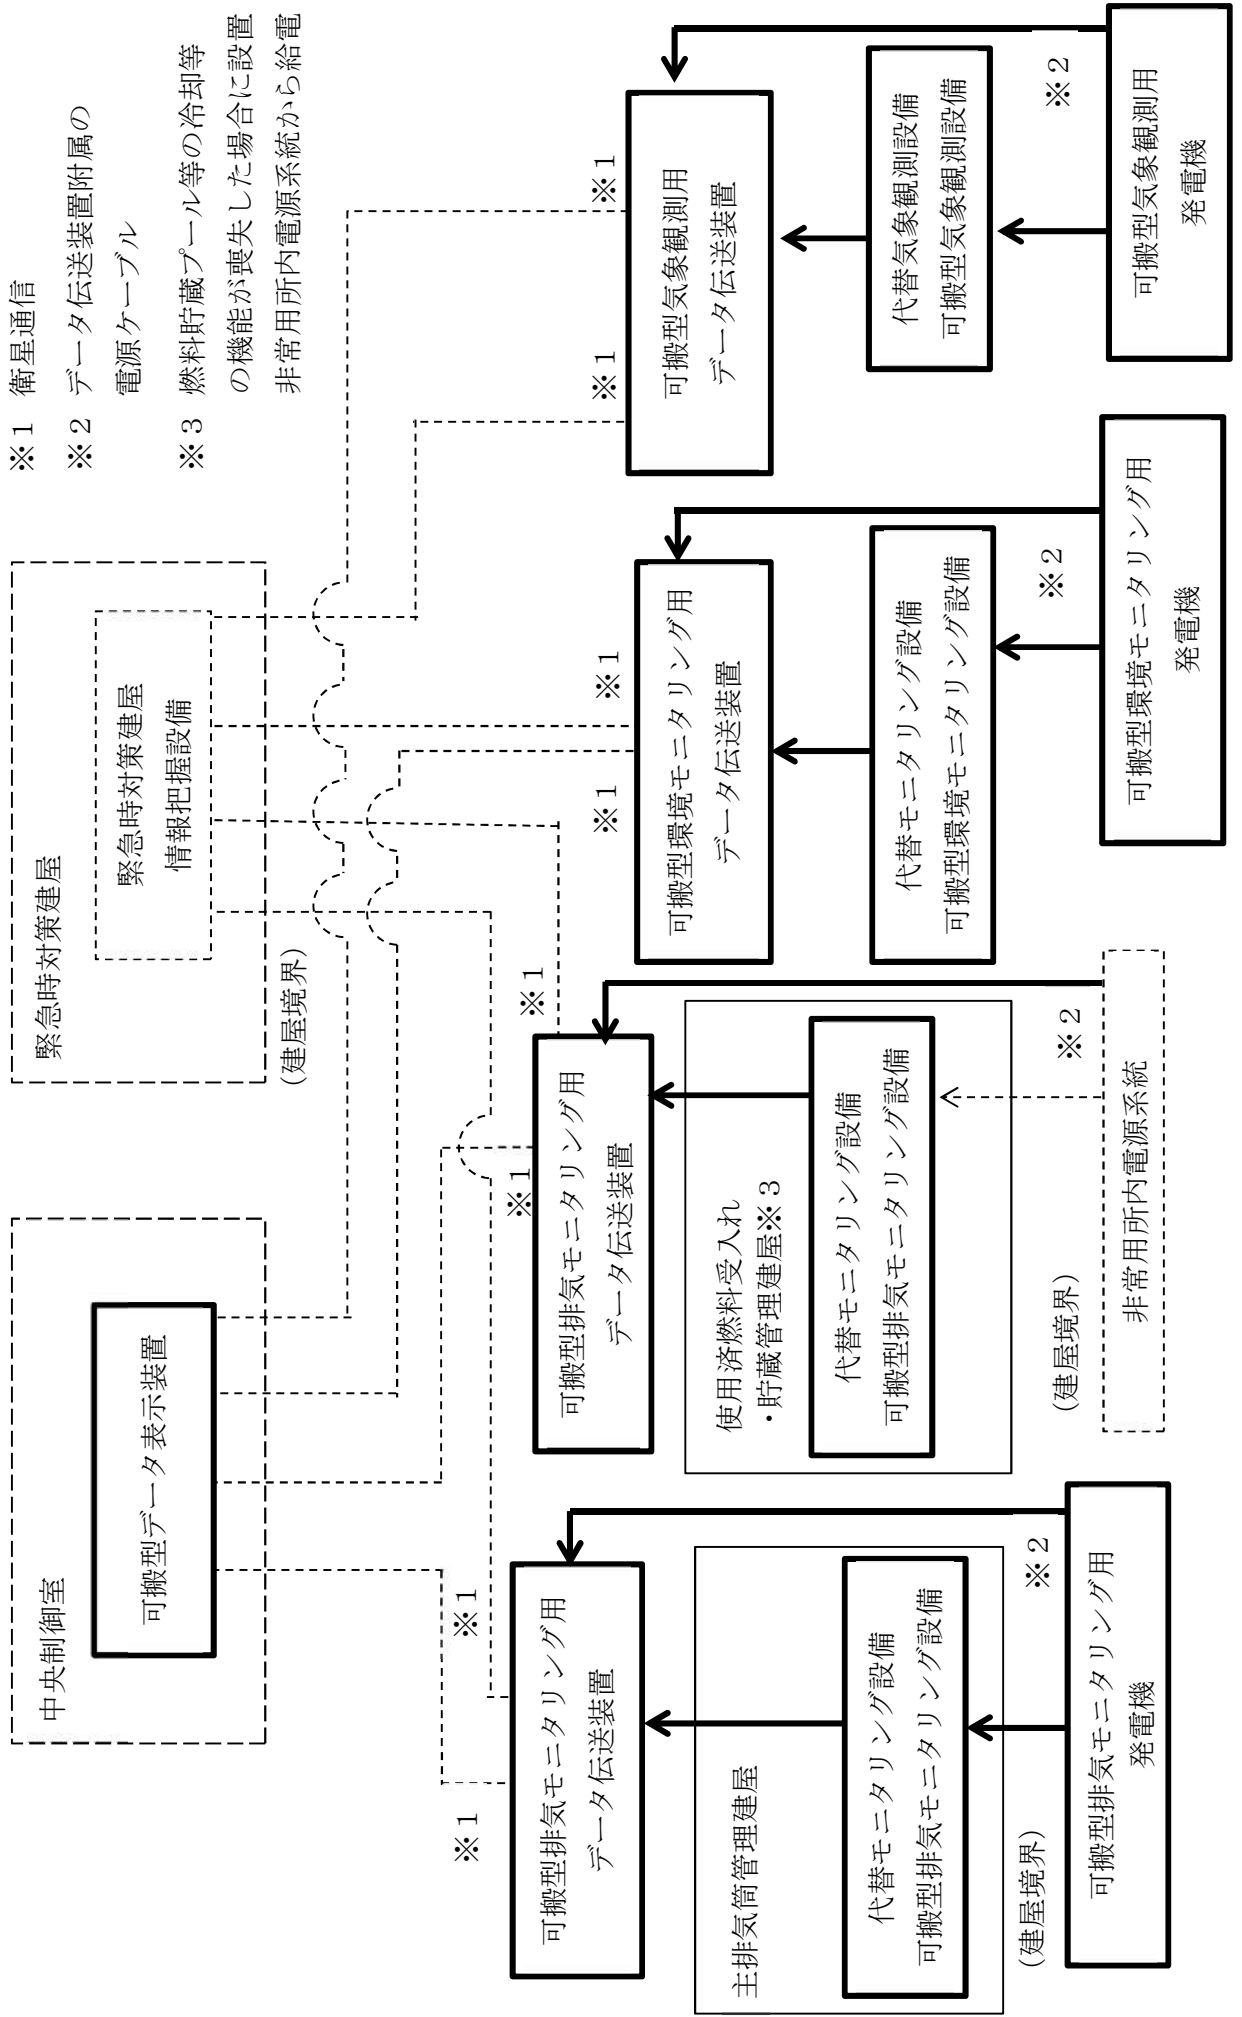 中央制御室
可搬型データ表示装置
緊急時対策建屋
緊急時対策建屋
情報把握設備
(建屋境界)
※1 衛星通信
※2 データ伝送装置附属の
電源ケーブル
※3 燃料貯蔵プール等の冷却等
の機能が喪失した場合に設置
非常用所内電源系統から給電
※1
※1
可搬型排気モニタリング用
データ伝送装置
主排気筒管理建屋
代替モニタリング設備
可搬型排気モニタリング設備
(建屋境界)
※2
可搬型排気モニタリング用
発電機
※1
※1
可搬型排気モニタリング用
データ伝送装置
使用済燃料受入れ
・貯蔵管理建屋※3
代替モニタリング設備
可搬型排気モニタリング設備
(建屋境界)
※2
非常用所内電源系統
※1
※1
可搬型環境モニタリング用
データ伝送装置
代替モニタリング設備
可搬型環境モニタリング設備
※2
可搬型環境モニタリング用
発電機
※1
※1
可搬型気象観測用
データ伝送装置
代替気象観測設備
可搬型気象観測設備
※2
可搬型気象観測用
発電機